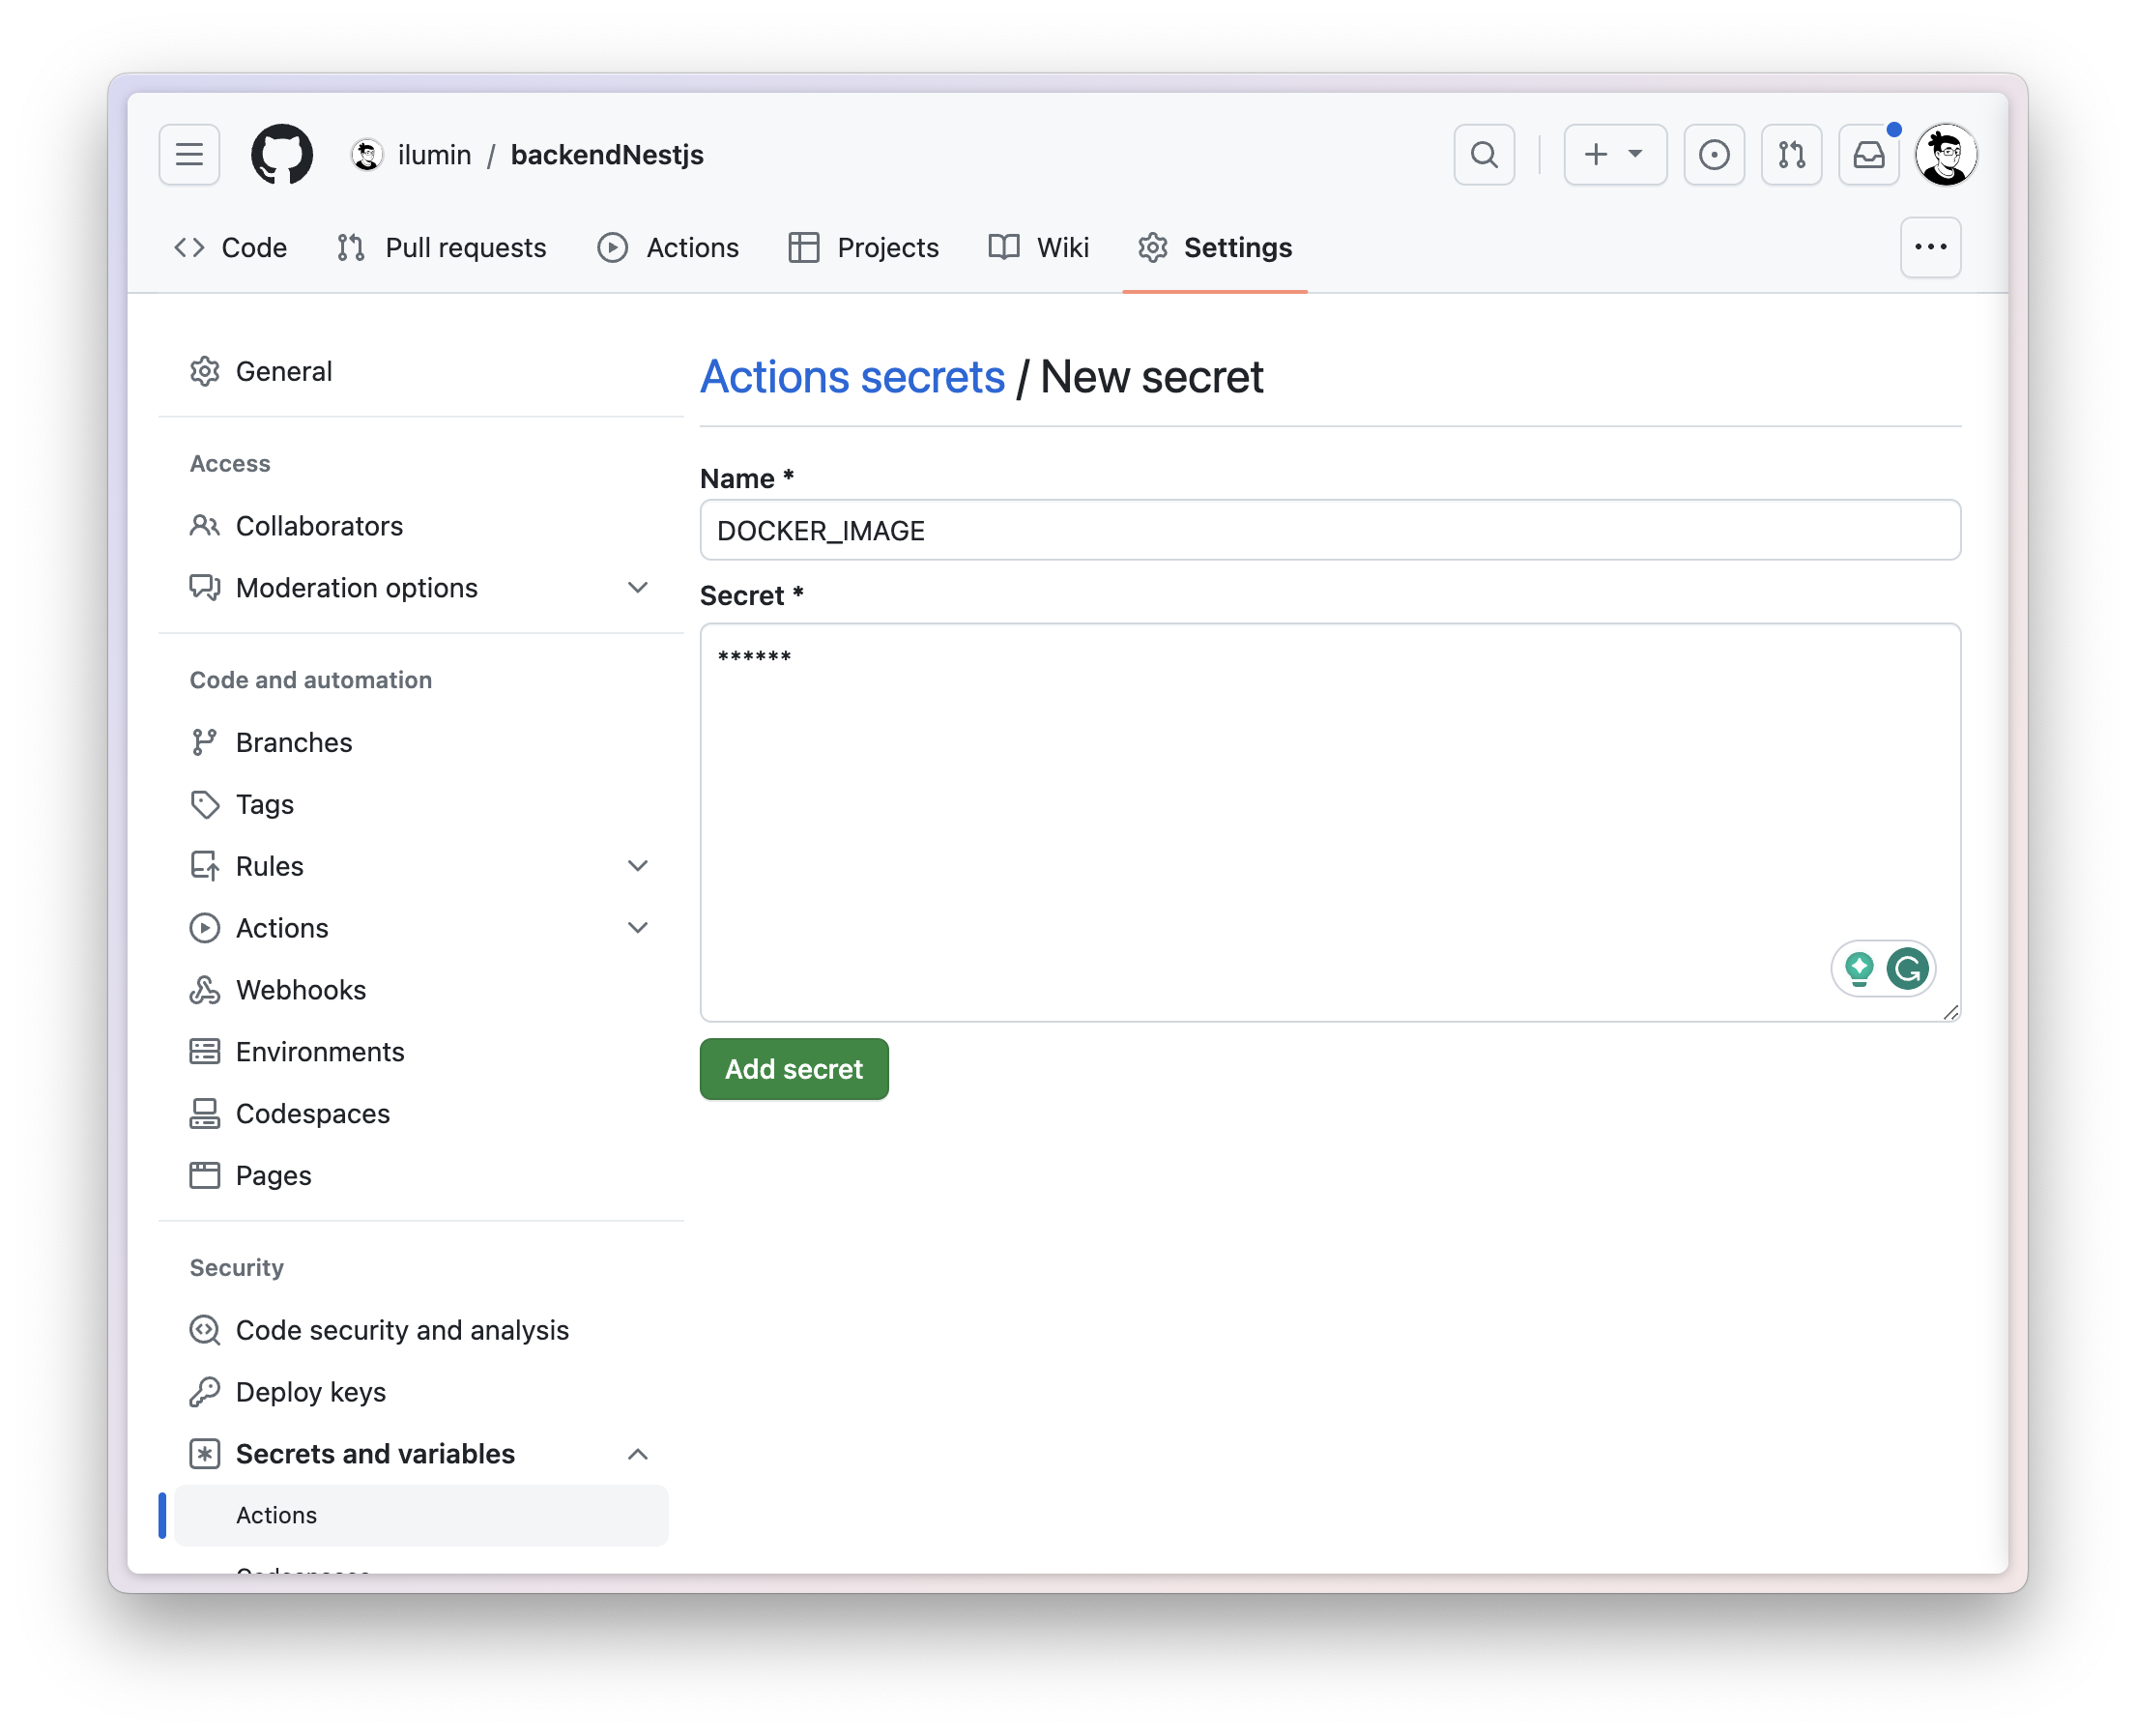 ilumin / backendNestjs
Code Pull requests Actions Projects Wiki Settings
General
Access
Collaborators
Moderation options
Code and automation
Branches
Tags
Rules
Actions
Webhooks
Environments
Codespaces
Pages
Security
Code security and analysis
Deploy keys
Secrets and variables
Actions
Actions secrets / New secret
Name *
DOCKER_IMAGE
Secret *
******
Add secret